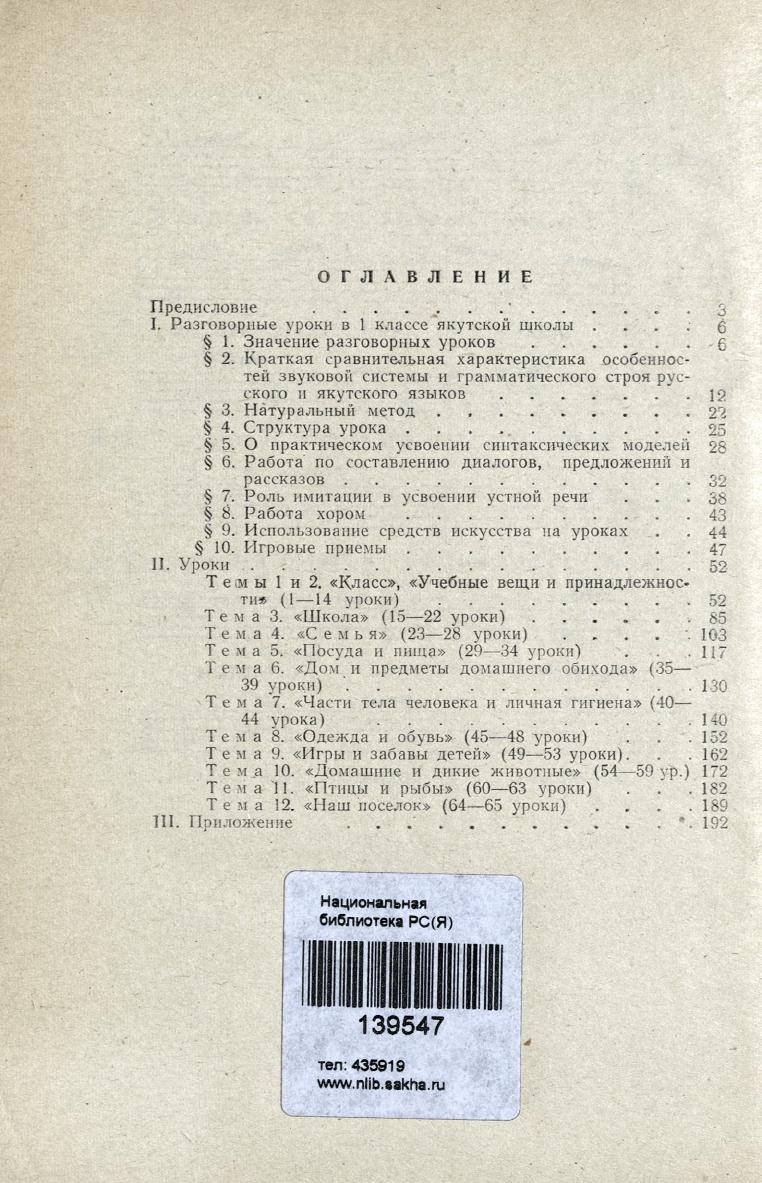 ОГЛАВЛЕНИЕ
Предисловие . . . . . . . . . . . . 3
I. Разговорные уроки в 1 классе якутской школы . . . . 6
§ 1. Значение разговорных уроков . . . . . . 6
§ 2. Краткая сравнительная характеристика особеннос-
тей звуковой системы и грамматического строя рус-
ского и якутского языков . . . . . . . 12
§ 3. Натуральный метод . . . . . . . . . 22
§ 4. Структура урока . . . . . . . . . . 25
§ 5. О практическом усвоении синтаксических моделей 28
§ 6. Работа по составлению диалогов, предложений и
рассказов . . . . . . . . . . . . 32
§ 7. Роль имитации в усвоении устной речи . . . 38
§ 8. Работа хором . . . . . . . . . . 43
§ 9. Использование средств искусства на уроках . . 44
§ 10. Игровые приемы . . . . . . . . . . 47
II. Уроки . . . . . . . . . . . . . . 52
Темы 1 и 2. «Класс», «Учебные вещи и принадлежнос-
ти» (1—14 уроки) . . . . . . . . . 52
Тема 3. «Школа» (15—22 уроки) . . . . . . 85
Тема 4. «Семья» (23—28 уроки) . . . . . 103
Тема 5. «Посуда и пища» (29—34 уроки) . . . 117
Тема 6. «Дом и предметы домашнего обихода» (35—
39 уроки) . . . . . . . . . . . . 130
Тема 7. «Части тела человека и личная гигиена» (40—
44 урока) . . . . . . . . . . . 140
Тема 8. «Одежда и обувь» (45—48 уроки) . . . 152
Тема 9. «Игры и забавы детей» (49—53 уроки). . . 162
Тема 10. «Домашние и дикие животные» (54—59 ур.) 172
Тема 11. «Птицы и рыбы» (60—63 уроки) . . . 182
Тема 12. «Наш поселок» (64—65 уроки) . . . . 189
III. Приложение . . . . . . . . . . . . 192
Национальная
библиотека РС(Я)
139547
тел: 435919
www.nlib.sakha.ru